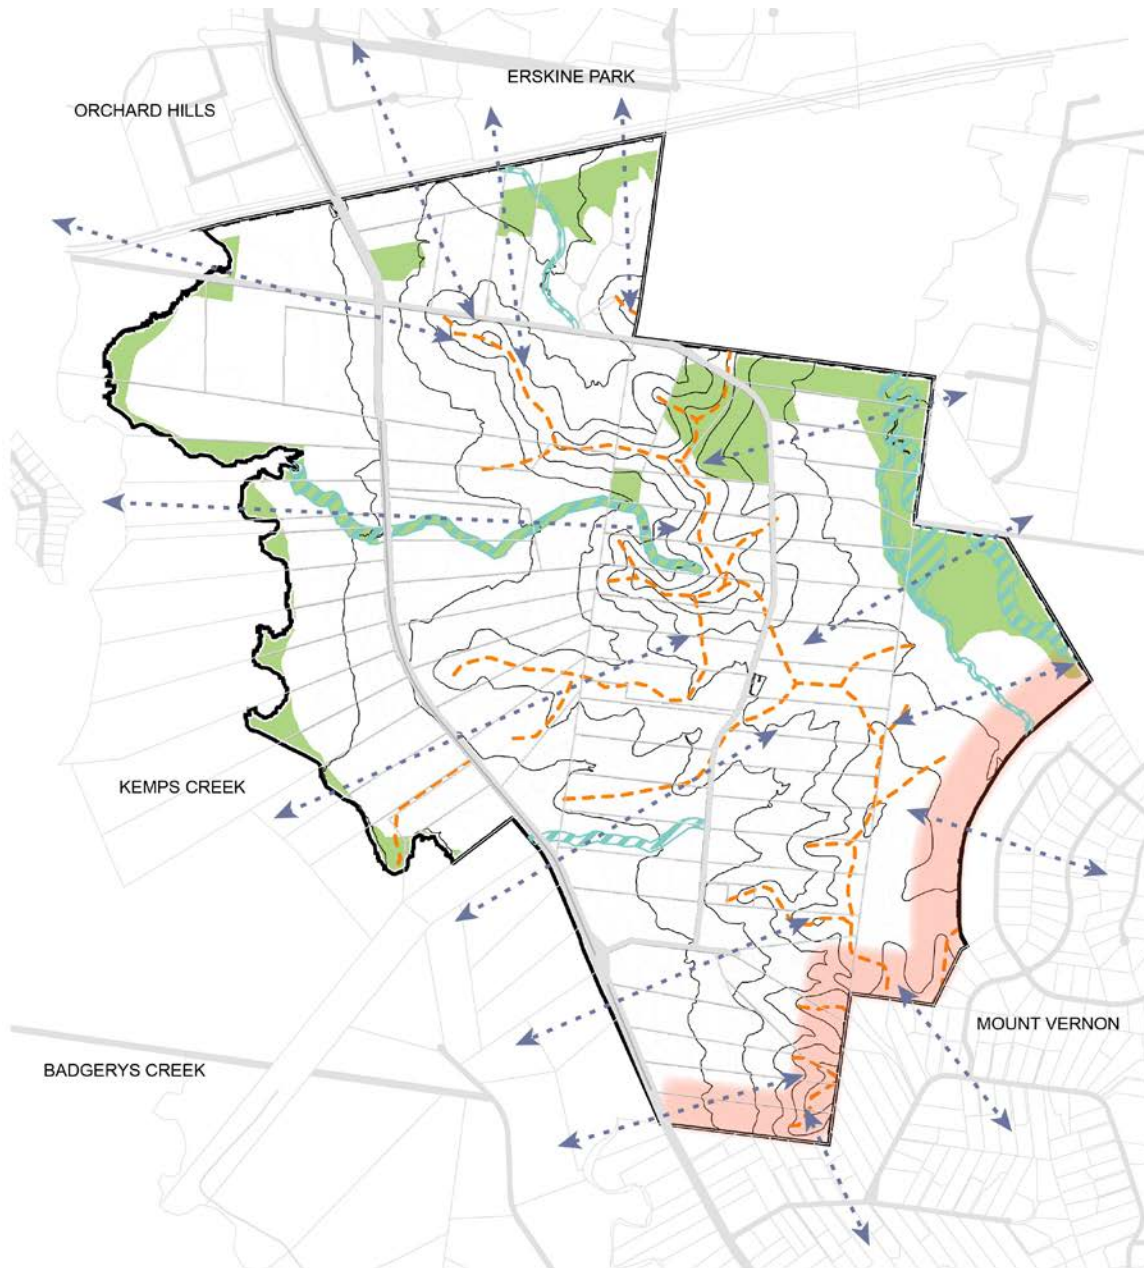 ERSKINE PARK
ORCHARD HILLS
KEMPS CREEK
MOUNT VERNON
BADGERYS CREEK